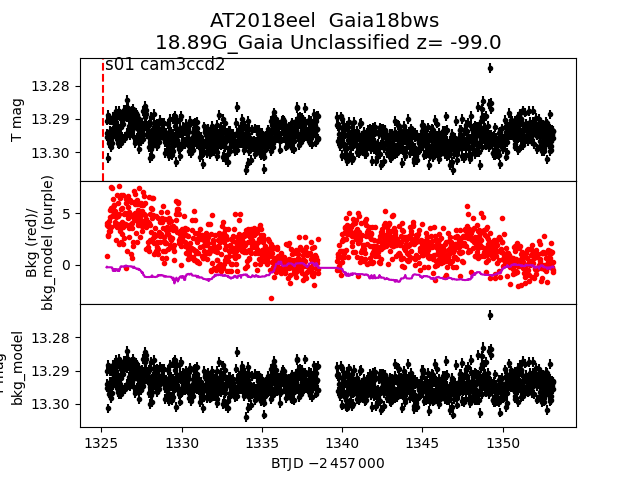 AT2018eel  Gaia18bws
18.89G_Gaia Unclassified z= -99.0
s01 cam3ccd2
T mag
13.28
13.29
13.30
Bkg (red)/
bkg_model (purple)
5
0
bkg_model
13.28
13.29
13.30
1325 1330 1335 1340 1345 1350
BTJD −2 457 000